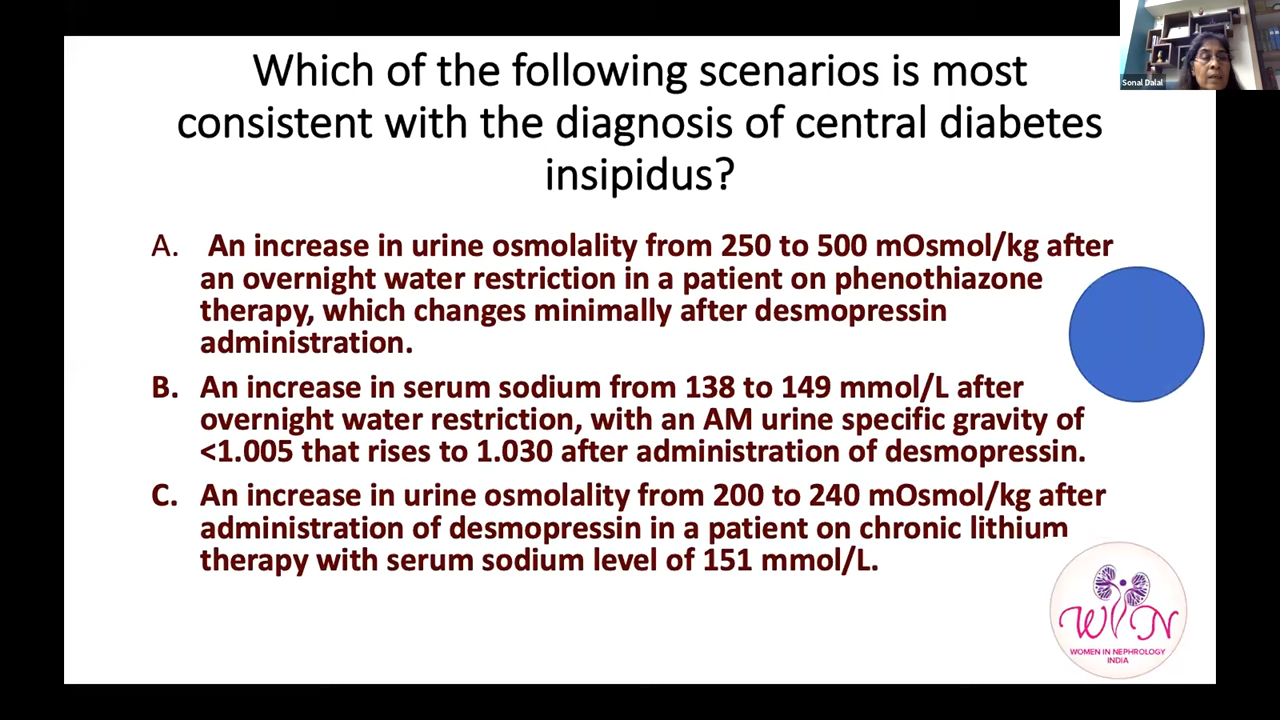 Which of the following scenarios is most
consistent with the diagnosis of central diabetes
insipidus?
Sonal Dalal
A. An increase in urine osmolality from 250 to 500 mOsmol/kg after
an overnight water restriction in a patient on phenothiazone
therapy, which changes minimally after desmopressin
administration.
B. An increase in serum sodium from 138 to 149 mmol/L after
overnight water restriction, with an AM urine specific gravity of
<1.005 that rises to 1.030 after administration of desmopressin.
C. An increase in urine osmolality from 200 to 240 mOsmol/kg after
administration of desmopressin in a patient on chronic lithium
therapy with serum sodium level of 151 mmol/L.
WIN
WOMEN IN NEPHROLOGY
INDIA